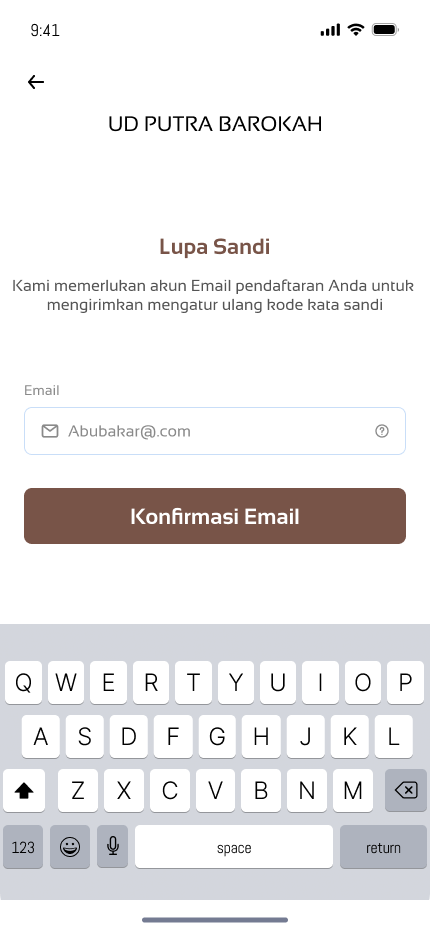 9:41
UD PUTRA BAROKAH
Lupa Sandi
Kami memerlukan akun Email pendaftaran Anda untuk
mengirimkan mengatur ulang kode kata sandi
Email
Abubakar@.com
Konfirmasi Email
Q W E R T Y U I O P
A S D F G H J K L
Z X C V B N M
123 space return